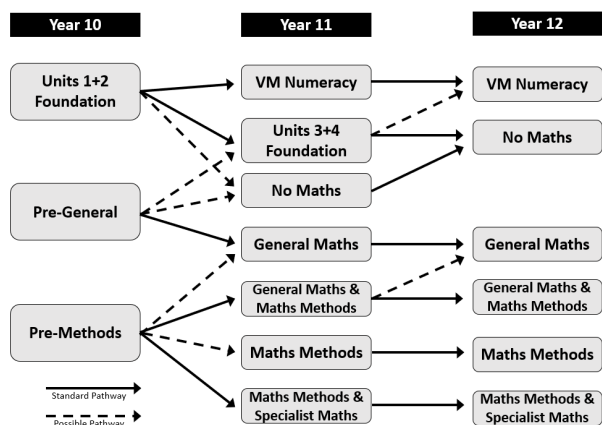 Year 10
Year 11
Year 12
Units 1+2
Foundation
Pre-General
Pre-Methods
VM Numeracy
Units 3+4
Foundation
No Maths
General Maths
General Maths &
Maths Methods
Maths Methods
Maths Methods &
Specialist Maths
VM Numeracy
No Maths
General Maths
General Maths &
Maths Methods
Maths Methods
Maths Methods &
Specialist Maths
Standard Pathway
Possible Pathway